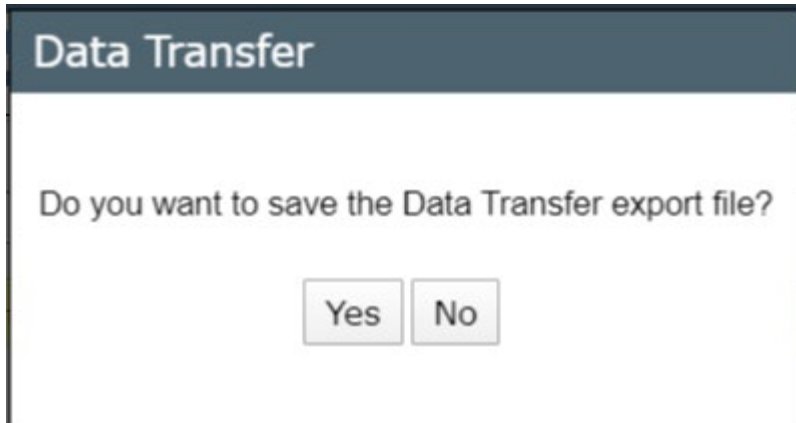 Data Transfer
Do you want to save the Data Transfer export file?
Yes No